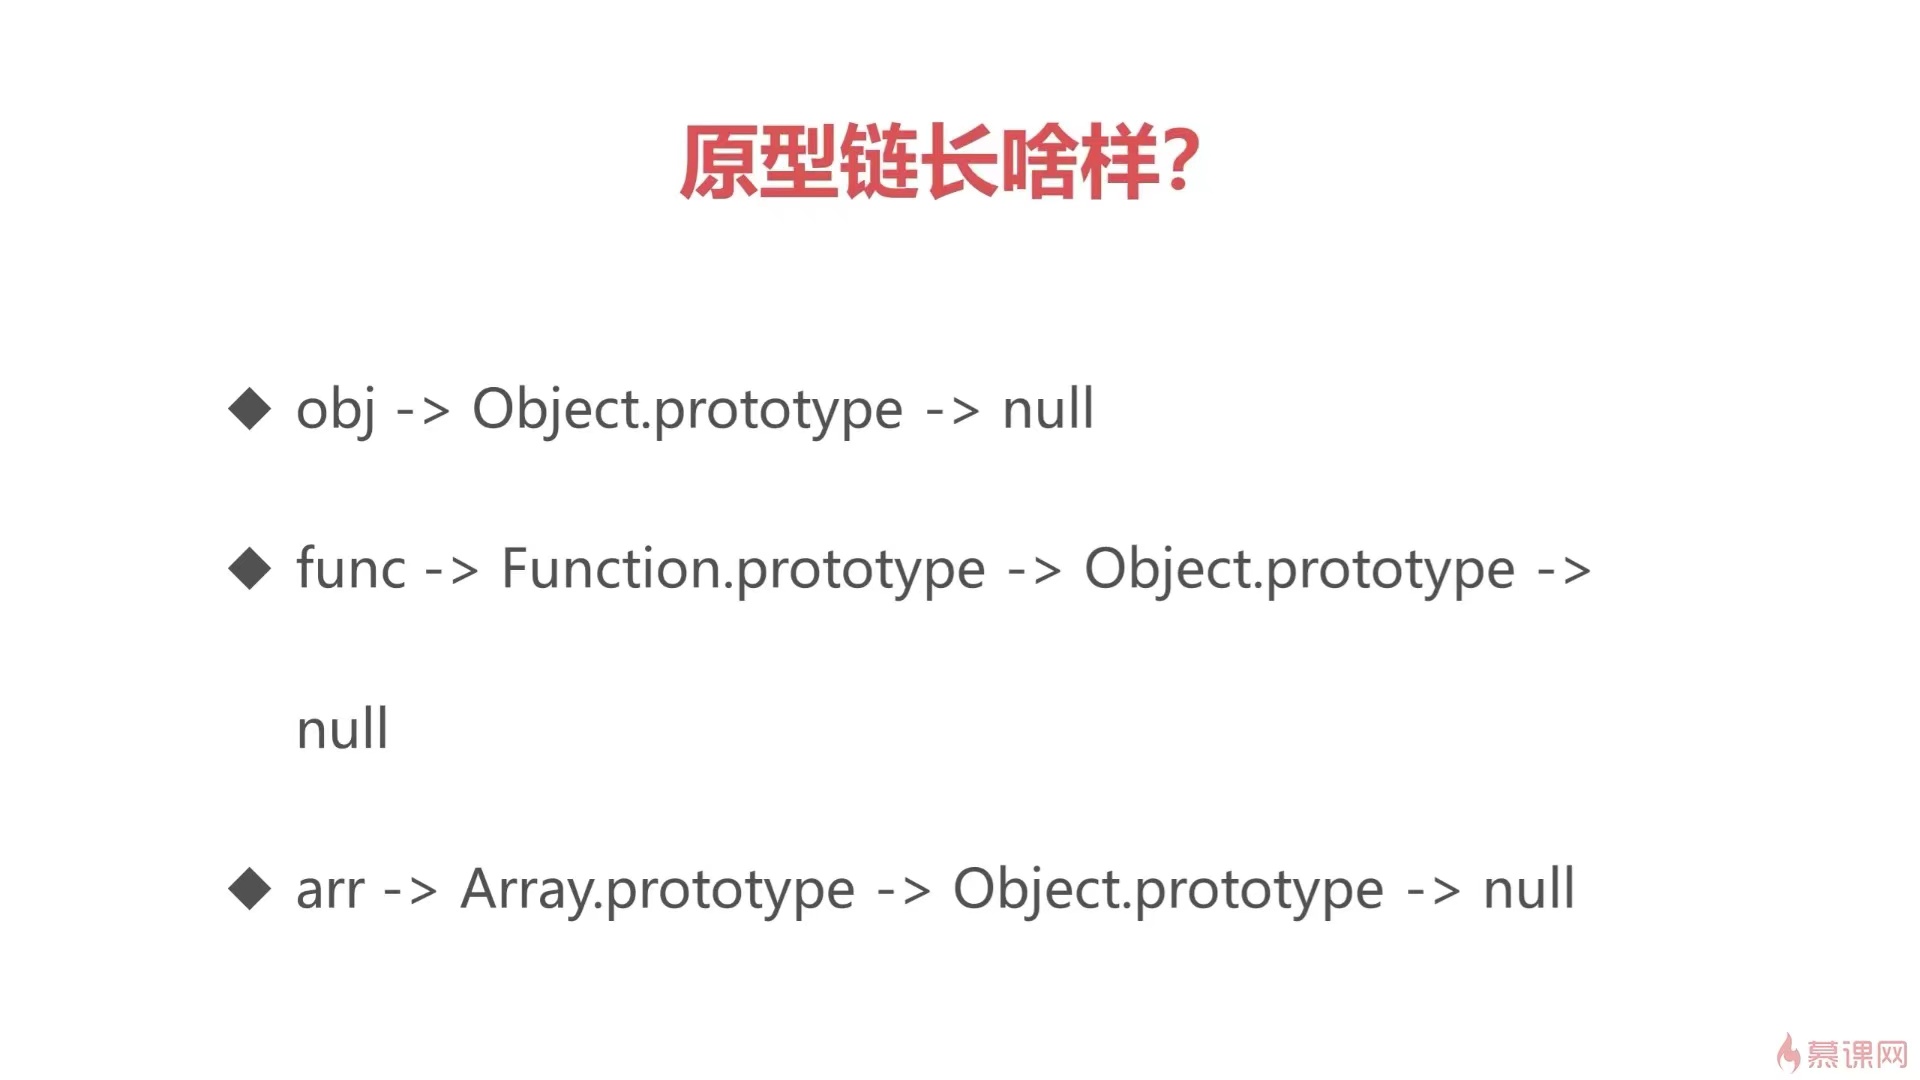 原型链长啥样？
◆ obj -> Object.prototype -> null
◆ func -> Function.prototype -> Object.prototype ->
null
◆ arr -> Array.prototype -> Object.prototype -> null
慕课网